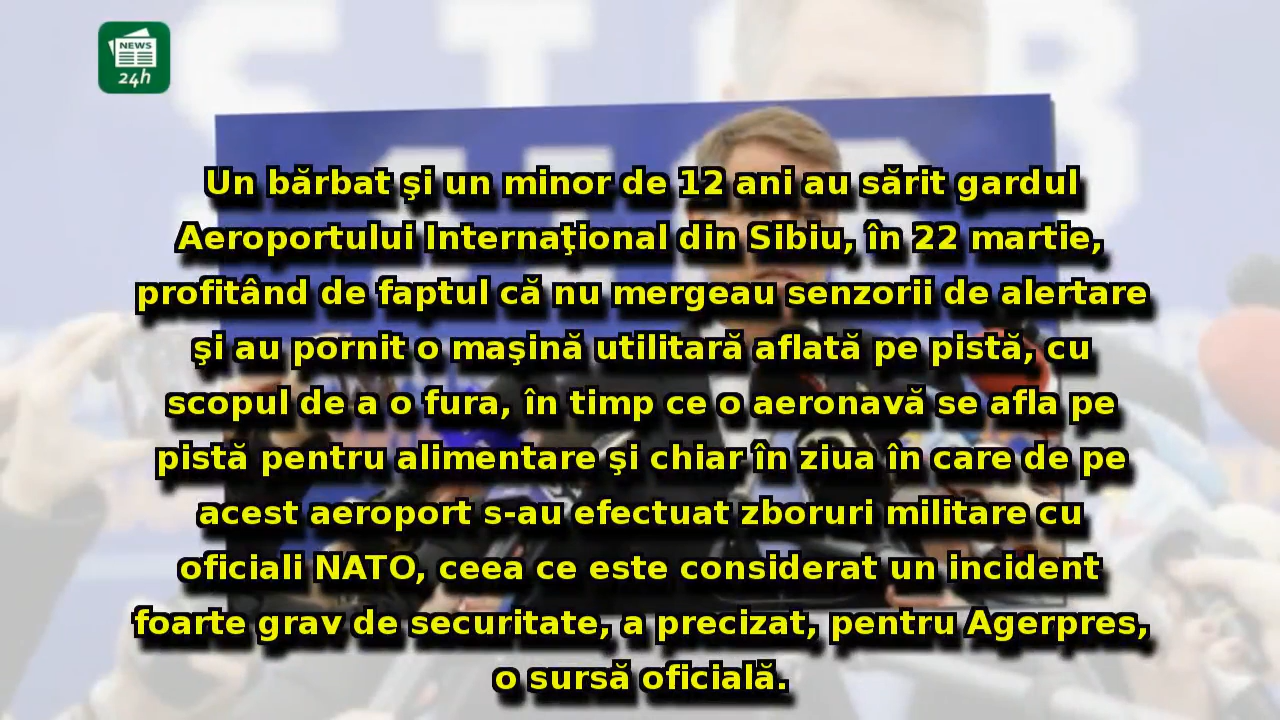 NEWS
24h
Un bărbat şi un minor de 12 ani au sărit gardul
Aeroportului Internaţional din Sibiu, în 22 martie,
profitând de faptul că nu mergeau senzorii de alertare
şi au pornit o maşină utilitară aflată pe pistă, cu
scopul de a o fura, în timp ce o aeronavă se afla pe
pistă pentru alimentare şi chiar în ziua în care de pe
acest aeroport s-au efectuat zboruri militare cu
oficiali NATO, ceea ce este considerat un incident
foarte grav de securitate, a precizat, pentru Agerpres,
o sursă oficială.